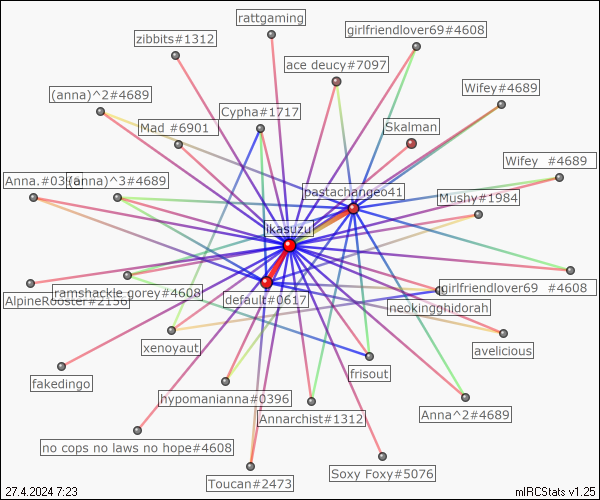 rattgaming
girlfriendlover69#4608
zibbits#1312
ace deucy#7097
Wifey#4689
(anna)^2#4689
Cypha#1717
Mad #6901
Skalman
Wifey #4689
Anna.#03
(anna)^3#4689
pastachangeo41
Mushy#1984
ikasuzu
girlfriendlover69 #4608
ramshackle gorey#4608
AlpineRooster#2156
default#0617
neokingghidorah
xenoyaut
avelicious
frisout
fakedingo
hypomanianna#0396
Annarchist#1312
Anna^2#4689
no cops no laws no hope#4608
Soxy Foxy#5076
Toucan#2473
27.4.2024 7:23
mIRCStats v1.25